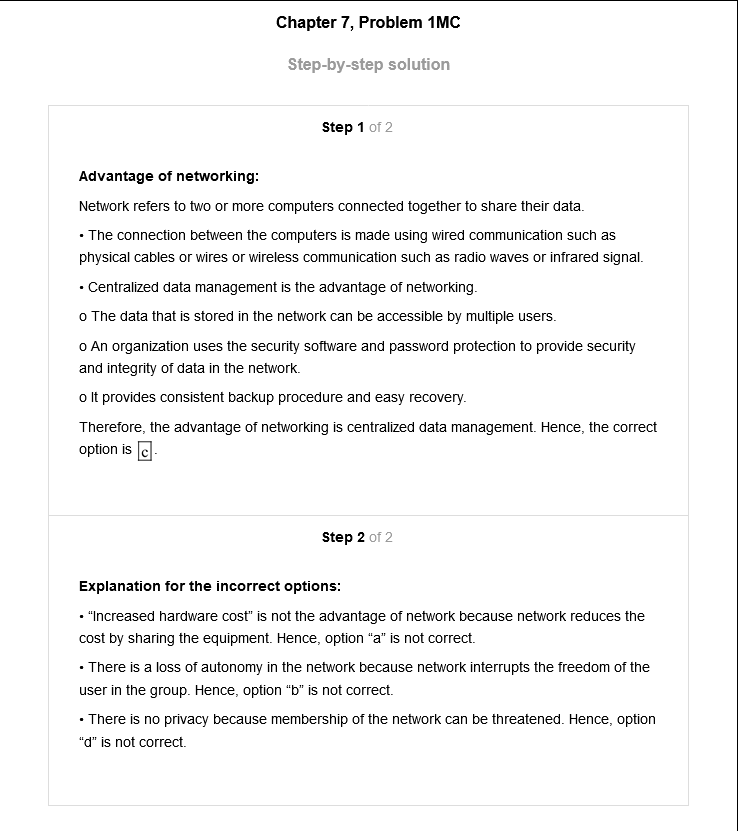 Chapter 7, Problem 1MC
Step-by-step solution
Step 1 of 2
Advantage of networking:
Network refers to two or more computers connected together to share their data.
• The connection between the computers is made using wired communication such as
physical cables or wires or wireless communication such as radio waves or infrared signal.
• Centralized data management is the advantage of networking.
o The data that is stored in the network can be accessible by multiple users.
o An organization uses the security software and password protection to provide security
and integrity of data in the network.
o It provides consistent backup procedure and easy recovery.
Therefore, the advantage of networking is centralized data management. Hence, the correct
option is c.
Step 2 of 2
Explanation for the incorrect options:
• “Increased hardware cost” is not the advantage of network because network reduces the
cost by sharing the equipment. Hence, option “a” is not correct.
• There is a loss of autonomy in the network because network interrupts the freedom of the
user in the group. Hence, option “b” is not correct.
• There is no privacy because membership of the network can be threatened. Hence, option
“d” is not correct.